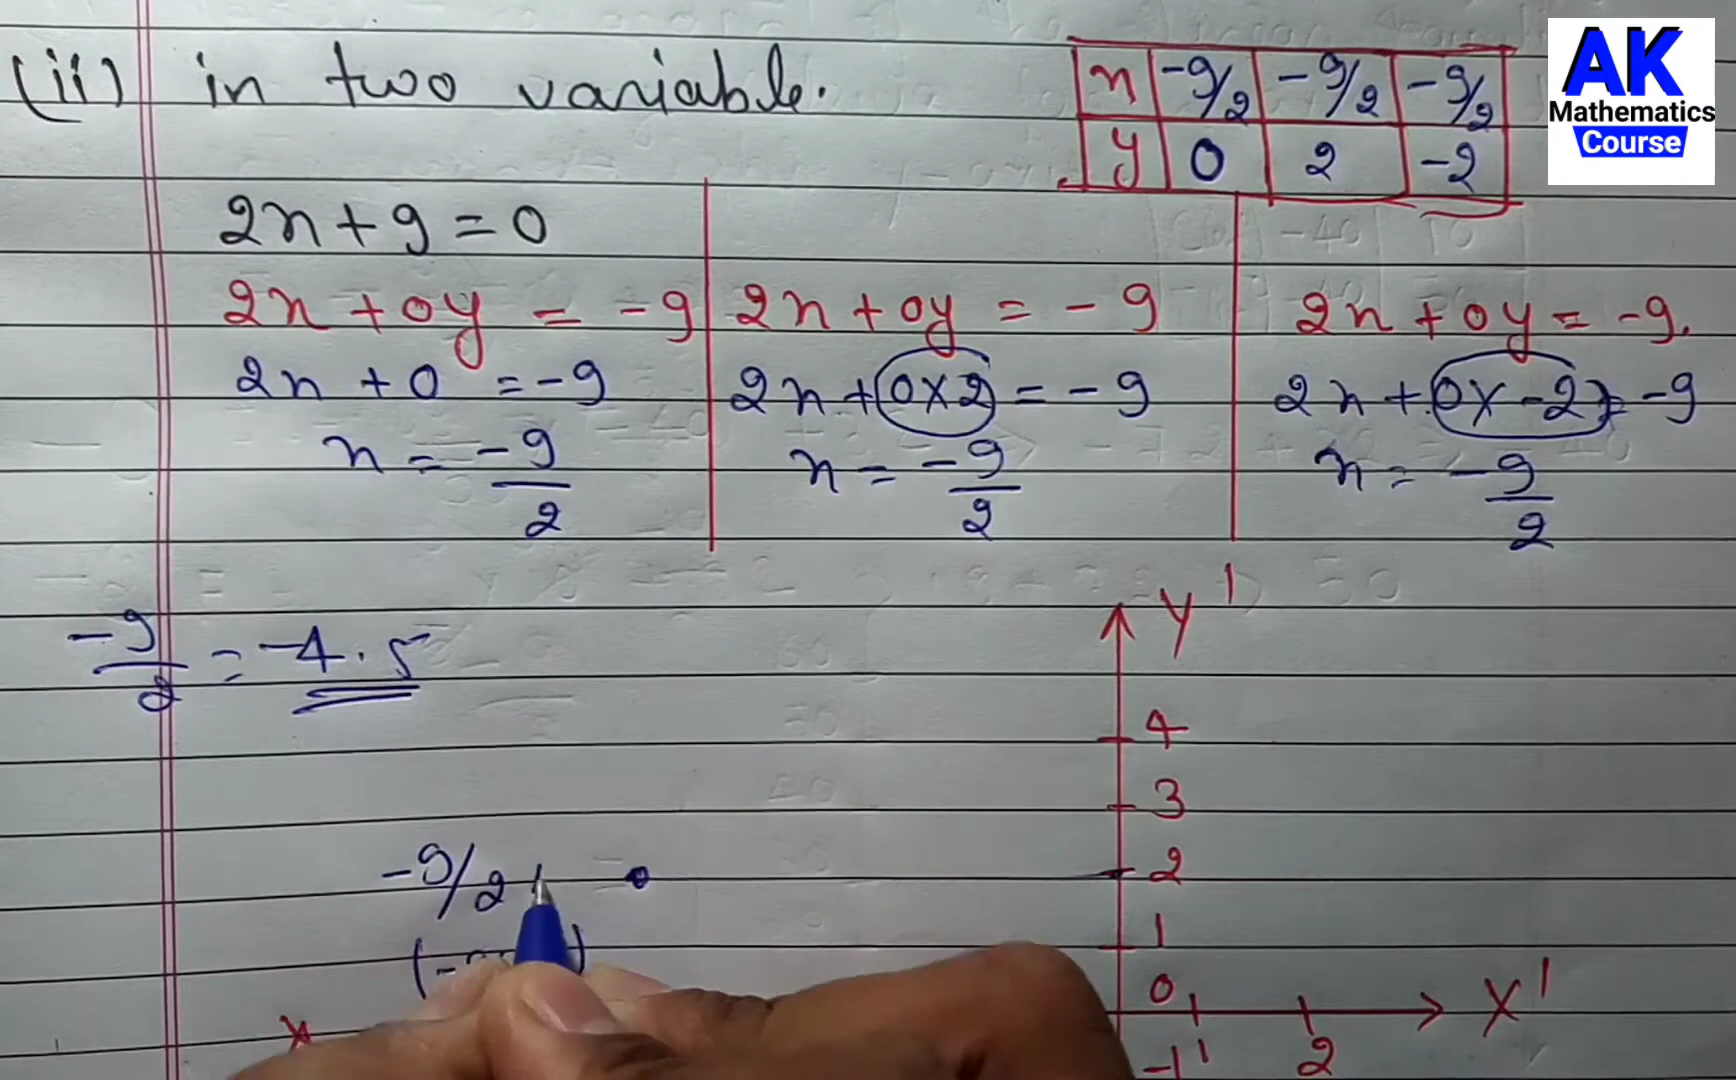 (ii) in two variable.
x -9/2 -9/2 -9/2
y 0 2 -2
AK
Mathematics
Course
2x + 9 = 0
2x + 0y = -9
2x + 0 = -9
x = -9/2
2x + 0y = -9
2x + (0×2) = -9
x = -9/2
2x + 0y = -9.
2x + (0×-2) = -9
x = -9/2
-9/2 = -4.5
Y'
4
3
2
1
0
X'
-1
1
2
-9/2
X